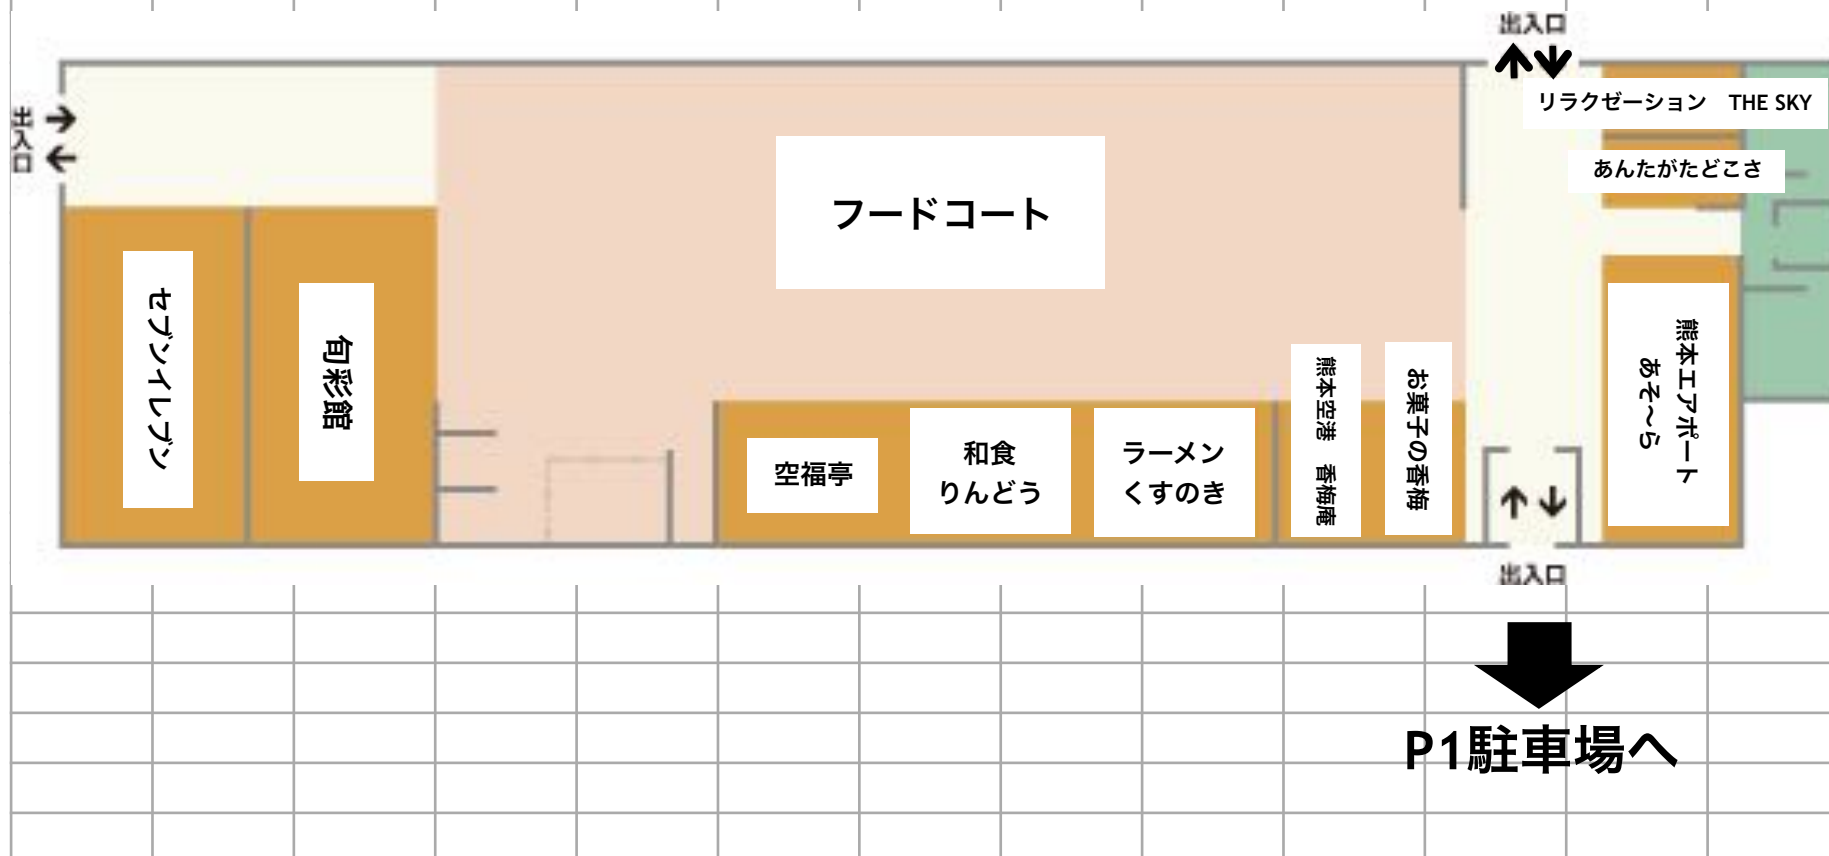 出入口
リラクゼーション　THE SKY
出入口
あんたがたどこさ
フードコート
セブンイレブン
旬彩館
熊本エアポート
あそ～ら
空福亭
和食
りんどう
ラーメン
くすのき
熊本空港　香梅庵
お菓子の香梅
出入口
P1駐車場へ